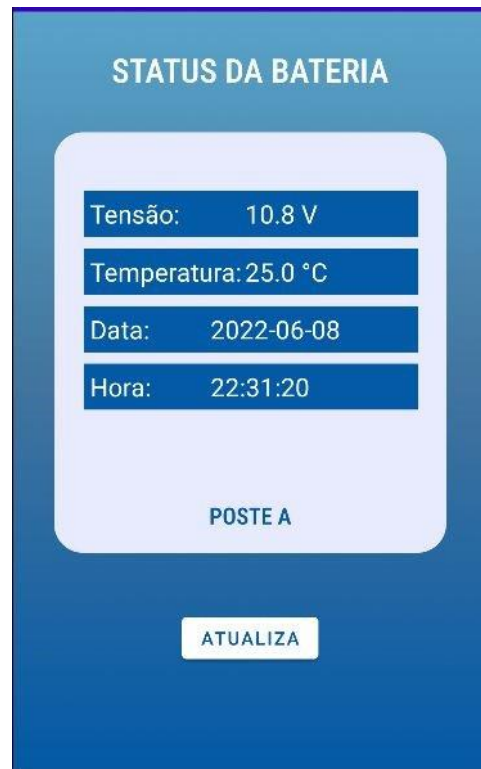 STATUS DA BATERIA
Tensão: 10.8 V
Temperatura: 25.0 °C
Data: 2022-06-08
Hora: 22:31:20
POSTE A
ATUALIZA